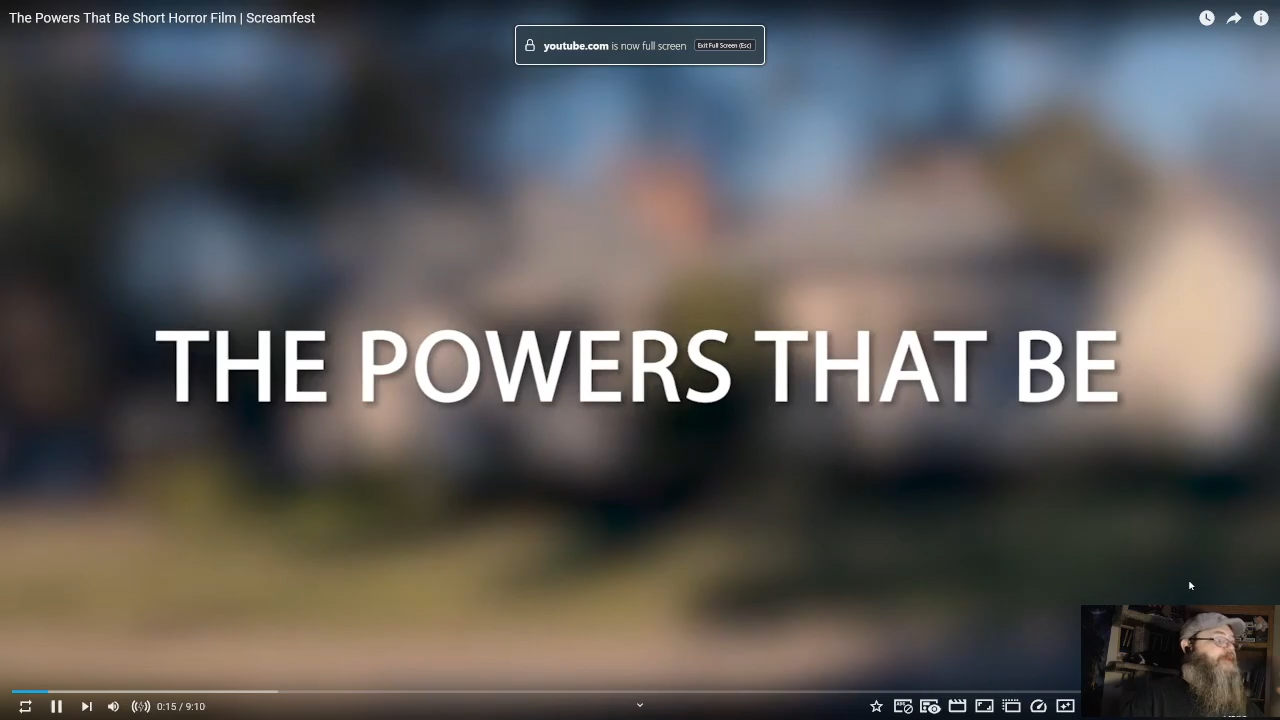 The Powers That Be Short Horror Film | Screamfest
youtube.com is now full screen Exit Full Screen (Esc)
THE POWERS THAT BE
0:15 / 9:10